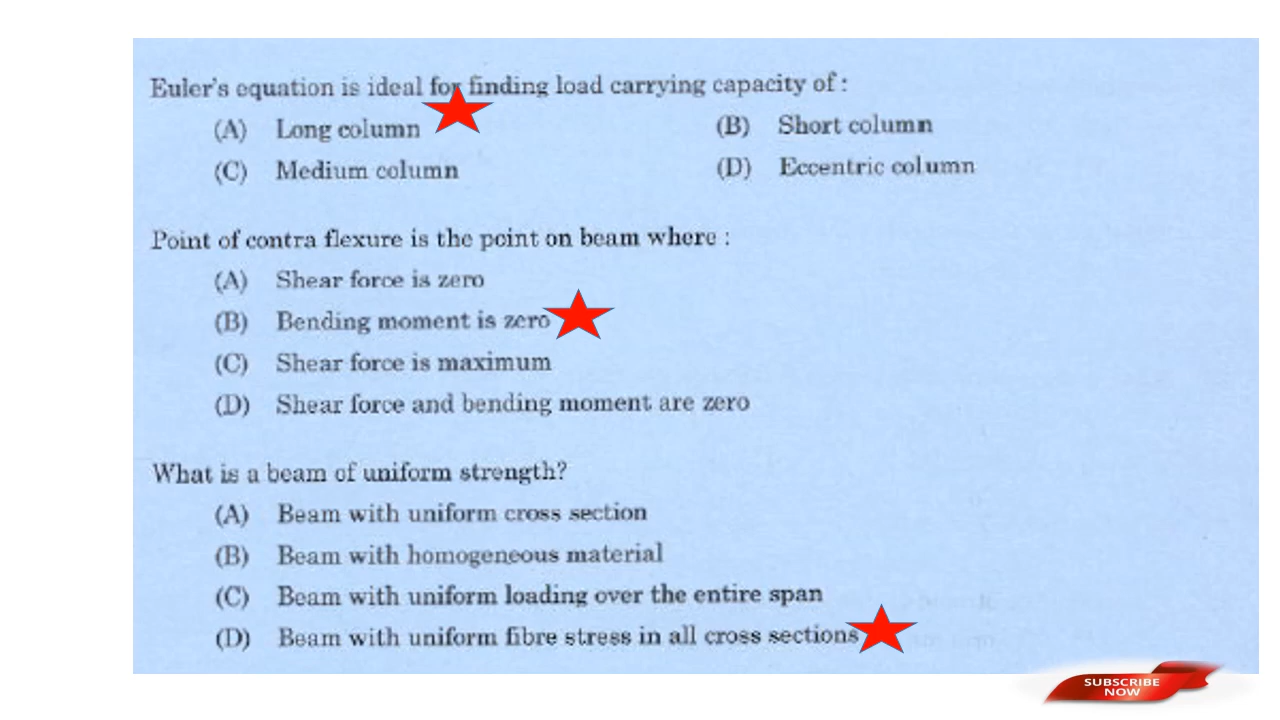 Euler's equation is ideal for finding load carrying capacity of :
(A) Long column (B) Short column
(C) Medium column (D) Eccentric column
Point of contra flexure is the point on beam where :
(A) Shear force is zero
(B) Bending moment is zero
(C) Shear force is maximum
(D) Shear force and bending moment are zero
What is a beam of uniform strength?
(A) Beam with uniform cross section
(B) Beam with homogeneous material
(C) Beam with uniform loading over the entire span
(D) Beam with uniform fibre stress in all cross sections
SUBSCRIBE
NOW